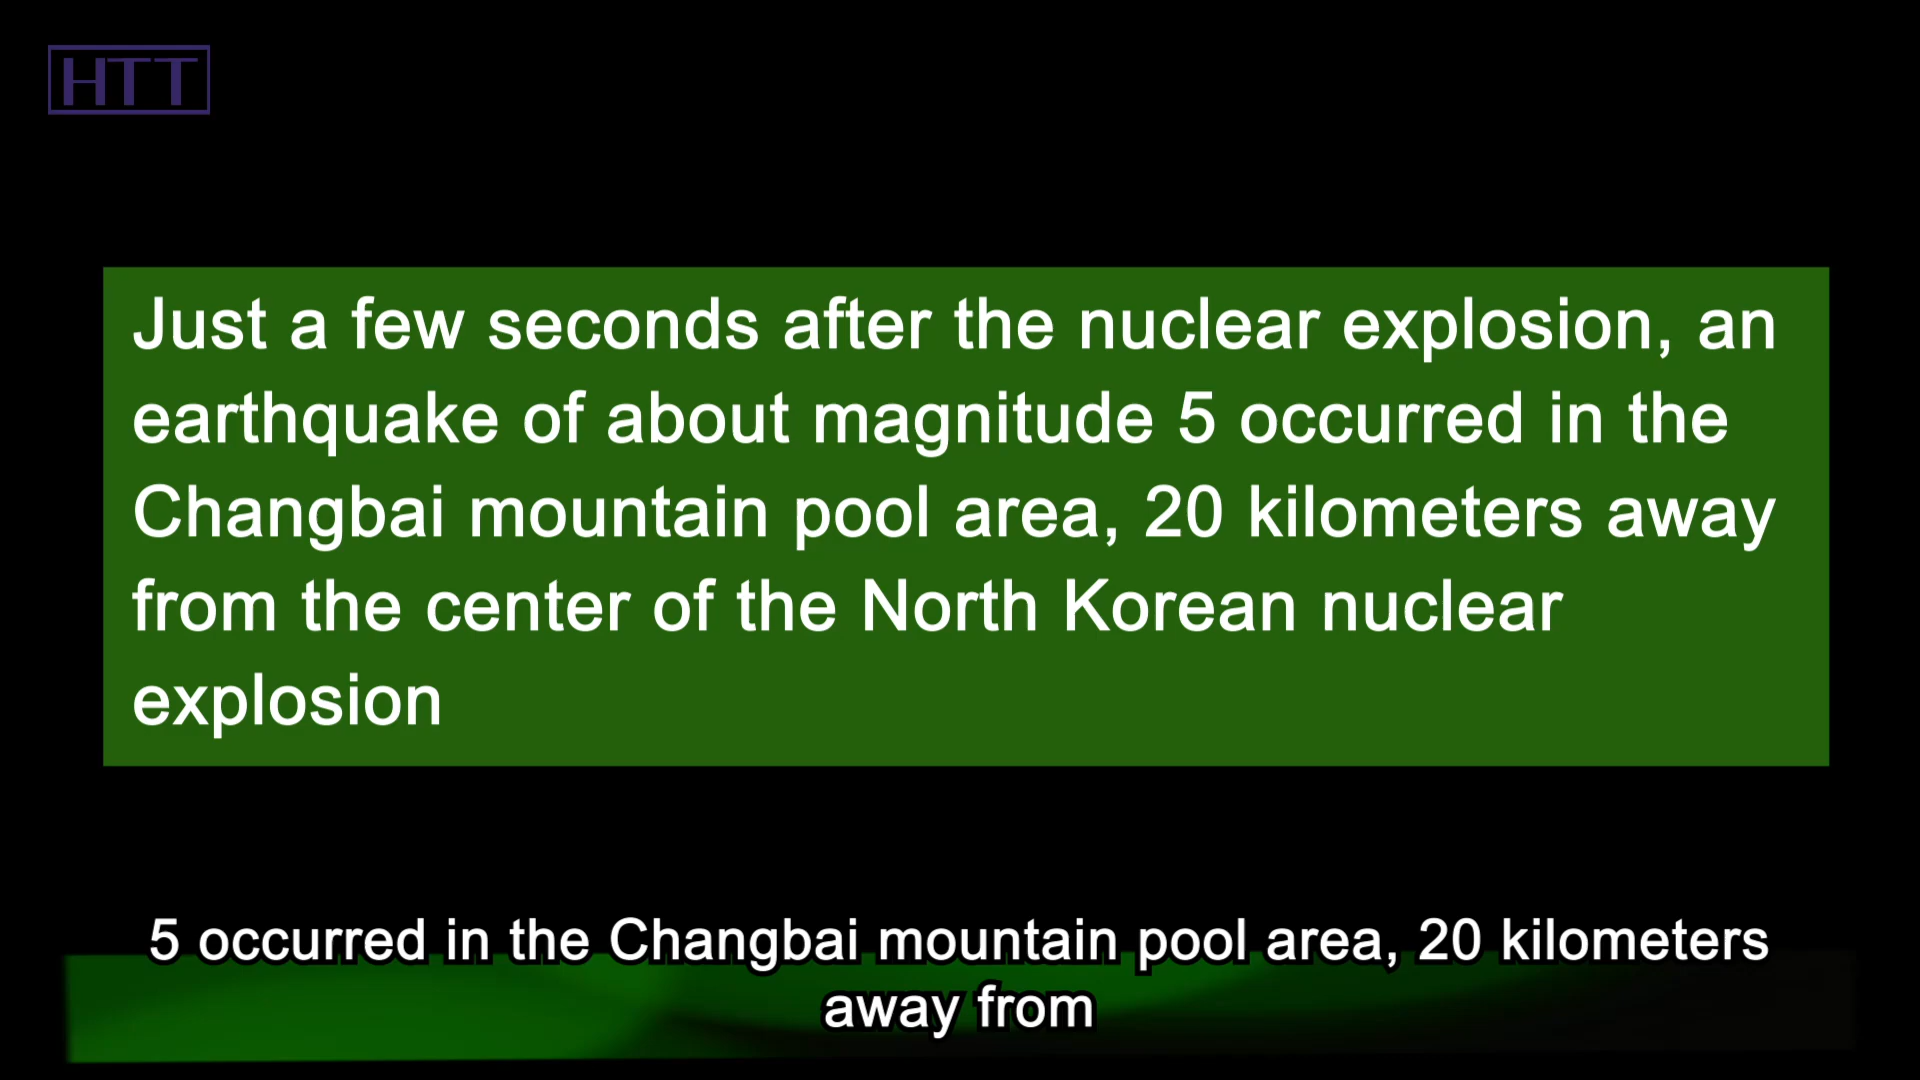 HTT
Just a few seconds after the nuclear explosion, an
earthquake of about magnitude 5 occurred in the
Changbai mountain pool area, 20 kilometers away
from the center of the North Korean nuclear
explosion
5 occurred in the Changbai mountain pool area, 20 kilometers
away from